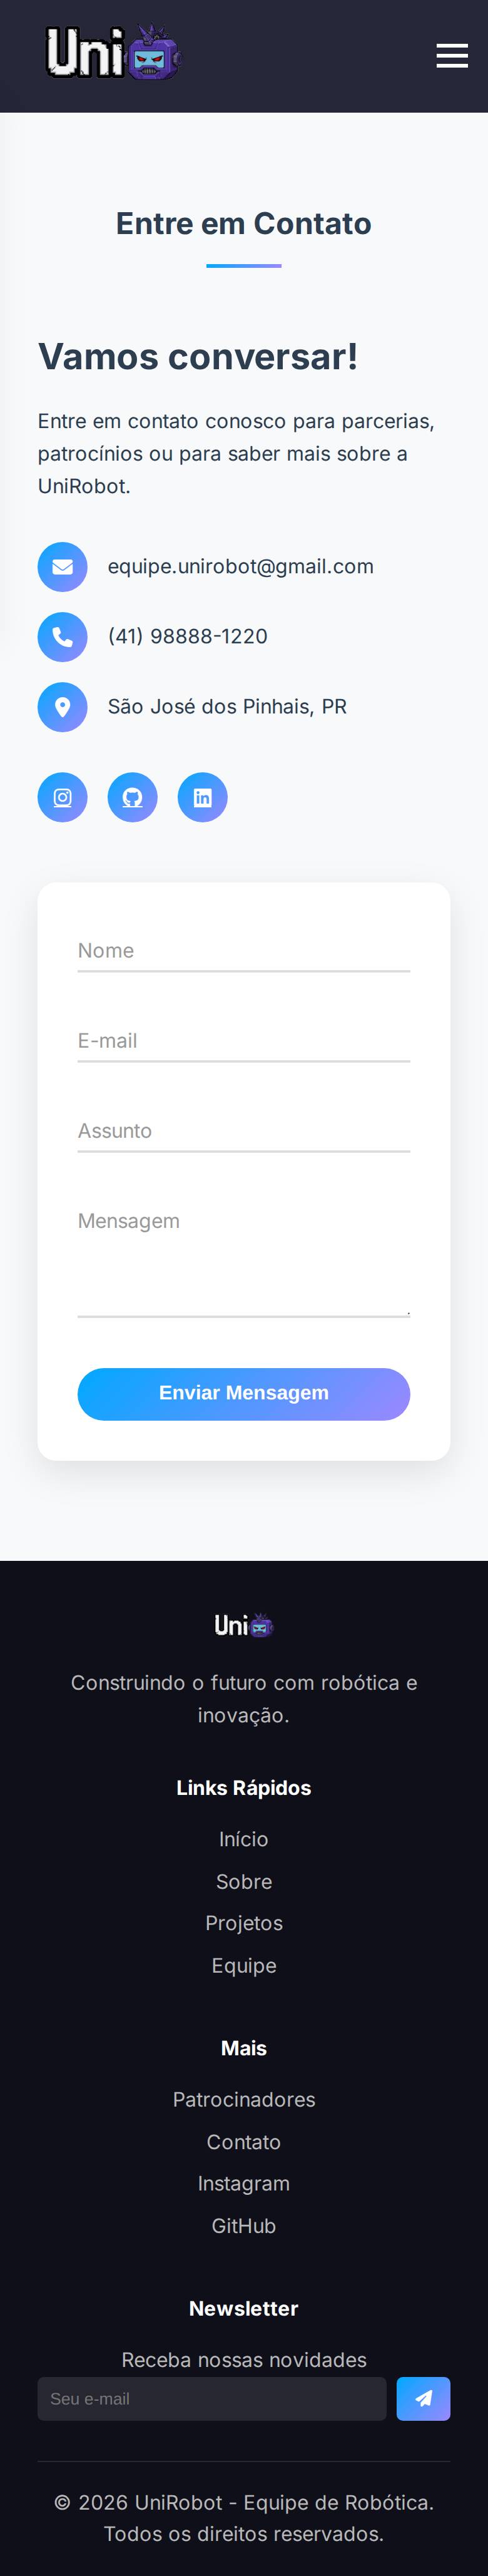 Uni
Entre em Contato
Vamos conversar!
Entre em contato conosco para parcerias,
patrocínios ou para saber mais sobre a
UniRobot.
equipe.unirobot@gmail.com
(41) 98888-1220
São José dos Pinhais, PR
Nome
E-mail
Assunto
Mensagem
Enviar Mensagem
Uni
Construindo o futuro com robótica e
inovação.
Links Rápidos
Início
Sobre
Projetos
Equipe
Mais
Patrocinadores
Contato
Instagram
GitHub
Newsletter
Receba nossas novidades
Seu e-mail
© 2026 UniRobot - Equipe de Robótica.
Todos os direitos reservados.